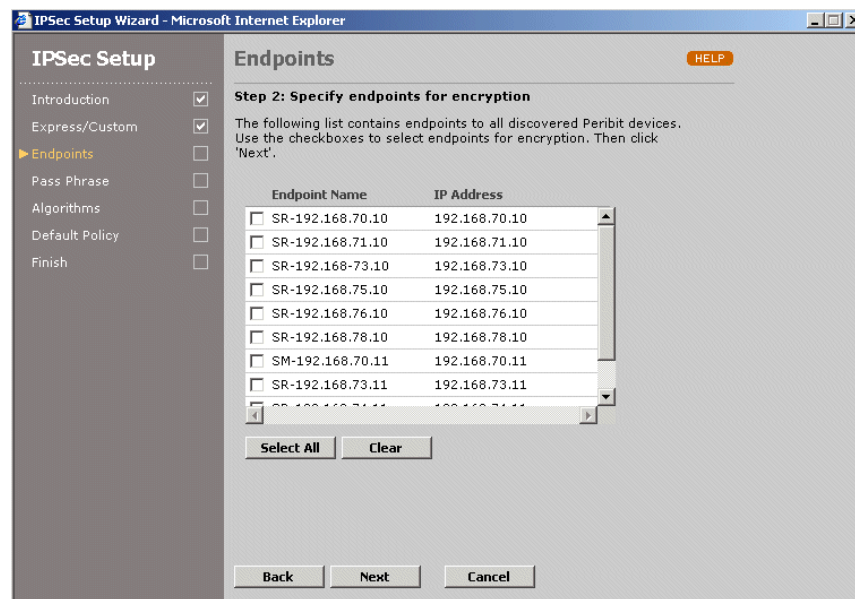 IPSec Setup Wizard - Microsoft Internet Explorer
IPSec Setup
Introduction
Express/Custom
Endpoints
Pass Phrase
Algorithms
Default Policy
Finish
Endpoints
HELP
Step 2: Specify endpoints for encryption
The following list contains endpoints to all discovered Peribit devices.
Use the checkboxes to select endpoints for encryption. Then click
'Next'.
Endpoint Name IP Address
SR-192.168.70.10 192.168.70.10
SR-192.168.71.10 192.168.71.10
SR-192.168-73.10 192.168.73.10
SR-192.168.75.10 192.168.75.10
SR-192.168.76.10 192.168.76.10
SR-192.168.78.10 192.168.78.10
SM-192.168.70.11 192.168.70.11
SR-192.168.73.11 192.168.73.11
Select All Clear
Back Next Cancel